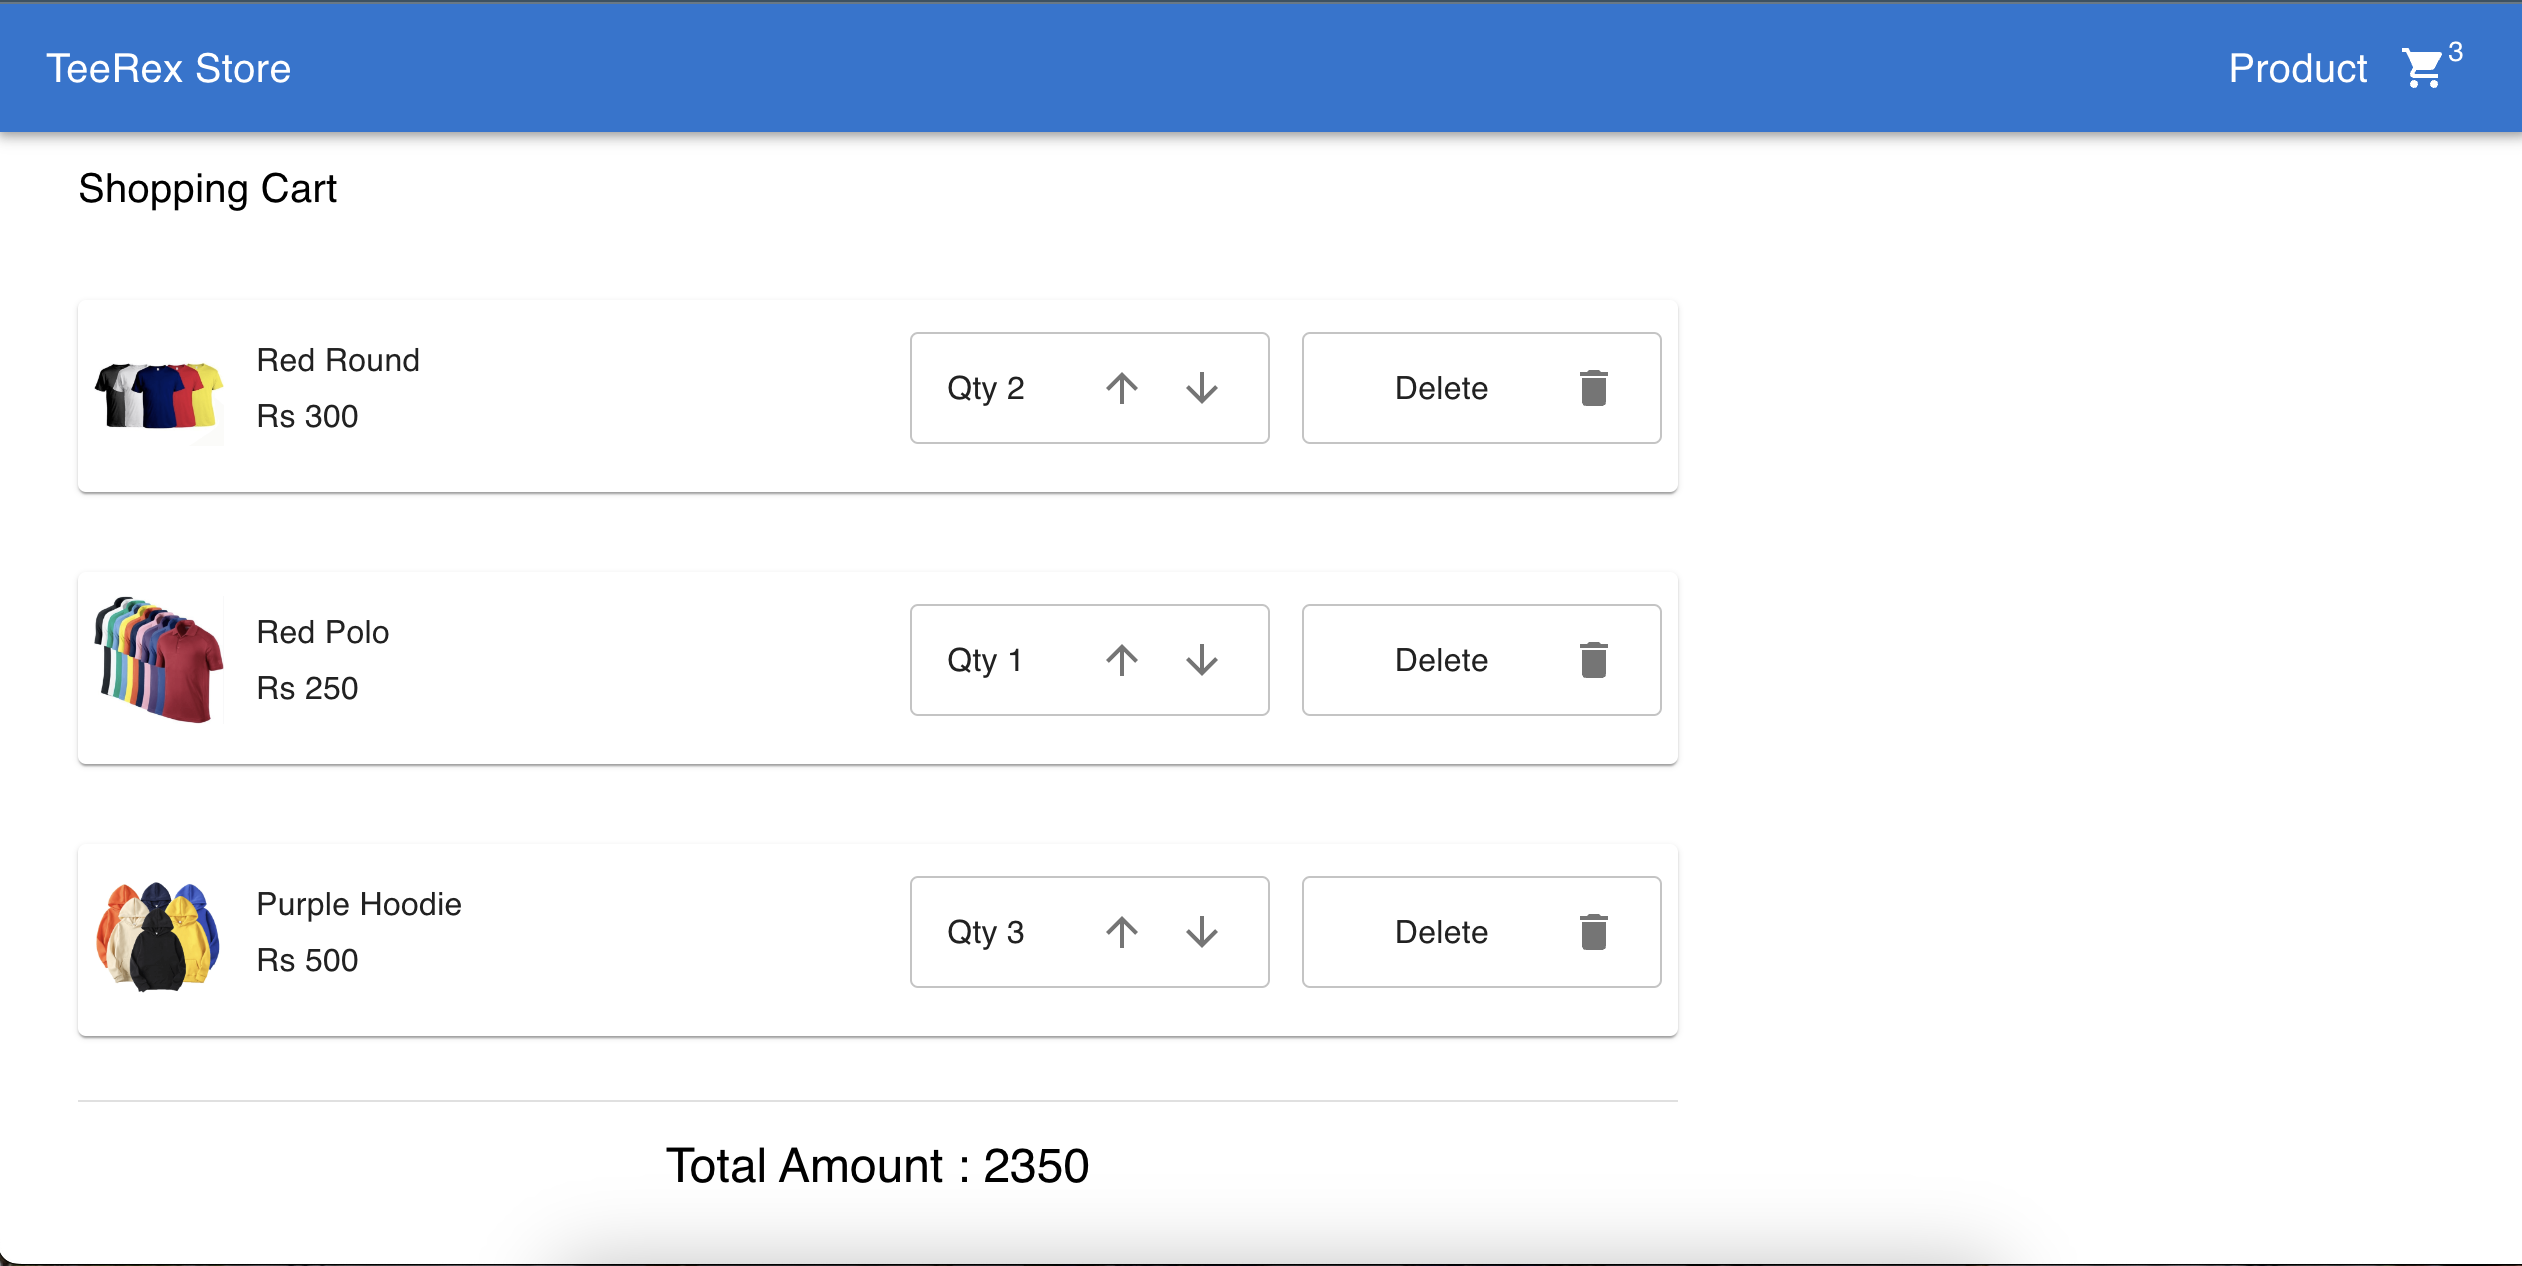 TeeRex Store Product 3
Shopping Cart
Red Round
Rs 300
Qty 2
Delete
Red Polo
Rs 250
Qty 1
Delete
Purple Hoodie
Rs 500
Qty 3
Delete
Total Amount : 2350